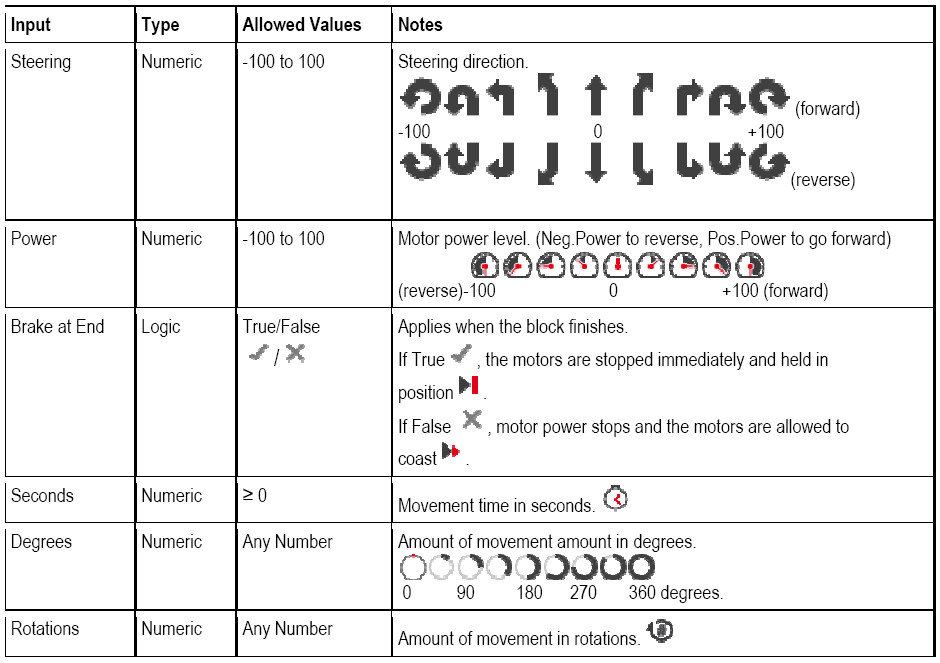 Input Type Allowed Values Notes
Steering Numeric -100 to 100 Steering direction.
(forward)
-100 0 +100
(reverse)
Power Numeric -100 to 100 Motor power level. (Neg.Power to reverse, Pos.Power to go forward)
(reverse)-100 0 +100 (forward)
Brake at End Logic True/False Applies when the block finishes.
/ If True , the motors are stopped immediately and held in
position .
If False , motor power stops and the motors are allowed to
coast .
Seconds Numeric ≥ 0 Movement time in seconds.
Degrees Numeric Any Number Amount of movement amount in degrees.
0 90 180 270 360 degrees.
Rotations Numeric Any Number Amount of movement in rotations.